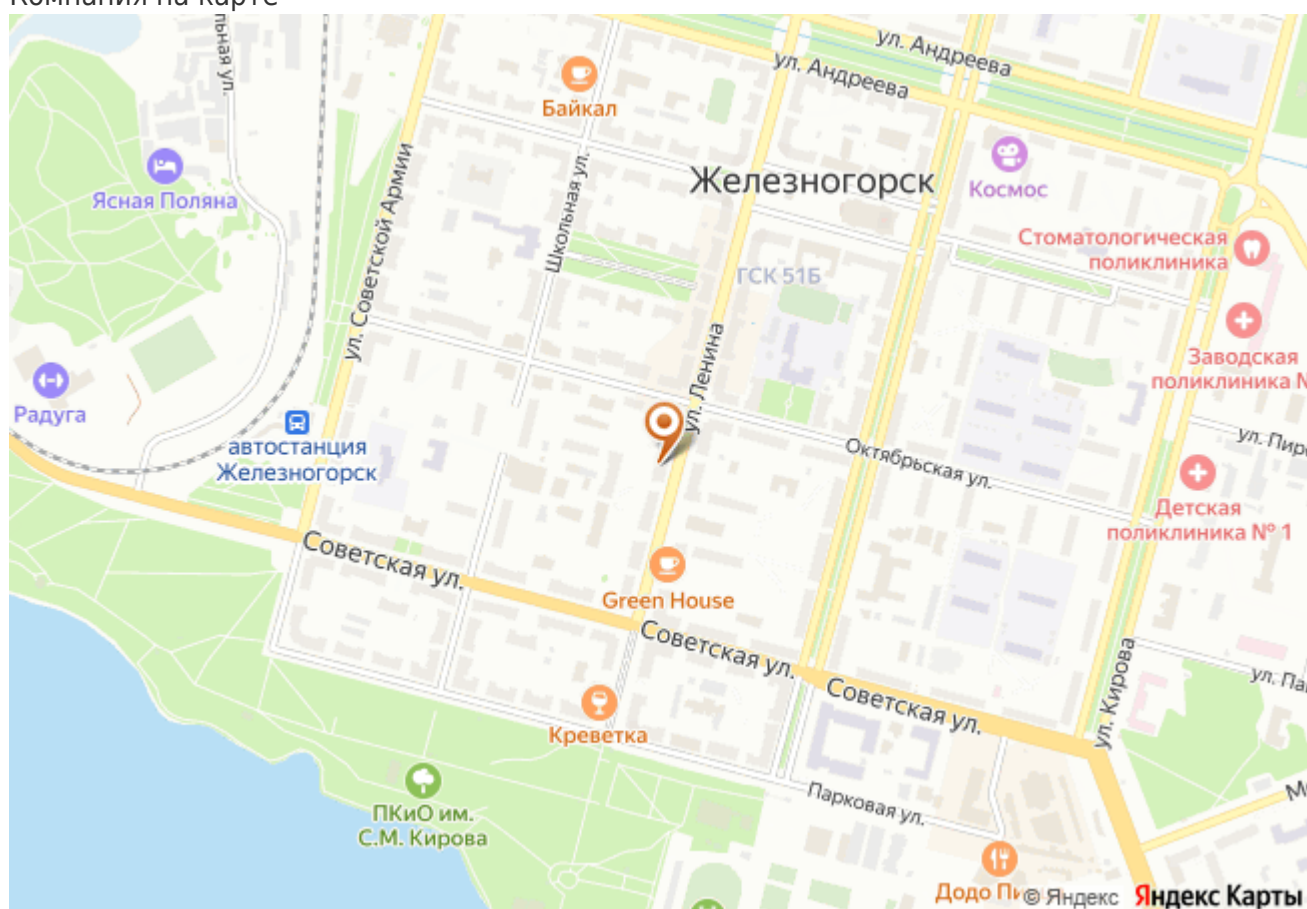 Компания на карте
ул. Андреева
ул. Андреева
Байкал
Железногорск
Космос
Ясная Поляна
ул. Советской Армии
Школьная ул.
Стоматологическая
поликлиника
ГСК 51Б
Заводская
поликлиника
Радуга
ул. Ленина
автостанция
Железногорск
Октябрьская ул.
Детская
поликлиника № 1
Советская ул.
Green House
Советская ул.
Советская ул.
ул. Кирова
Креветка
ПКиО им.
С.М. Кирова
Парковая ул.
Додо
© Яндекс Яндекс Карты